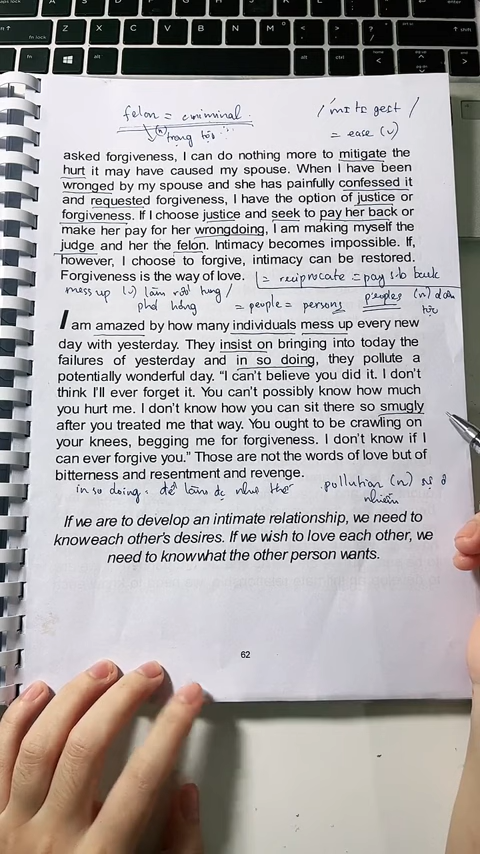 felon = criminal
(n) trọng tội
/ˈmɪtɪgeɪt/
= ease (v)
asked forgiveness, I can do nothing more to mitigate the
hurt it may have caused my spouse. When I have been
wronged by my spouse and she has painfully confessed it
and requested forgiveness, I have the option of justice or
forgiveness. If I choose justice and seek to pay her back or
make her pay for her wrongdoing, I am making myself the
judge and her the felon. Intimacy becomes impossible. If,
however, I choose to forgive, intimacy can be restored.
Forgiveness is the way of love.
= reciprocate = pay sb back
mess up (v) làm rối tung /
phá hỏng
= people = persons
peoples (n) dân
tộc
I am amazed by how many individuals mess up every new
day with yesterday. They insist on bringing into today the
failures of yesterday and in so doing, they pollute a
potentially wonderful day. “I can’t believe you did it. I don’t
think I’ll ever forget it. You can’t possibly know how much
you hurt me. I don’t know how you can sit there so smugly
after you treated me that way. You ought to be crawling on
your knees, begging me for forgiveness. I don’t know if I
can ever forgive you.” Those are not the words of love but of
bitterness and resentment and revenge.
in so doing: để làm đc như thế
pollution (n) sự ô
nhiễm
If we are to develop an intimate relationship, we need to
knoweach other’s desires. If we wish to love each other, we
need to knowwhat the other person wants.
62